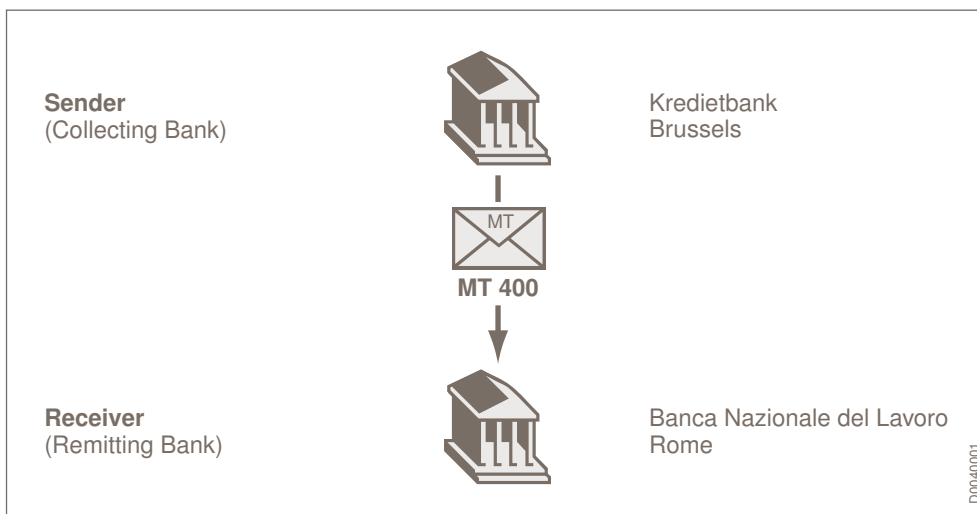 Sender
(Collecting Bank)
Kredietbank
Brussels
MT
MT 400
Receiver
(Remitting Bank)
Banca Nazionale del Lavoro
Rome
D0040001